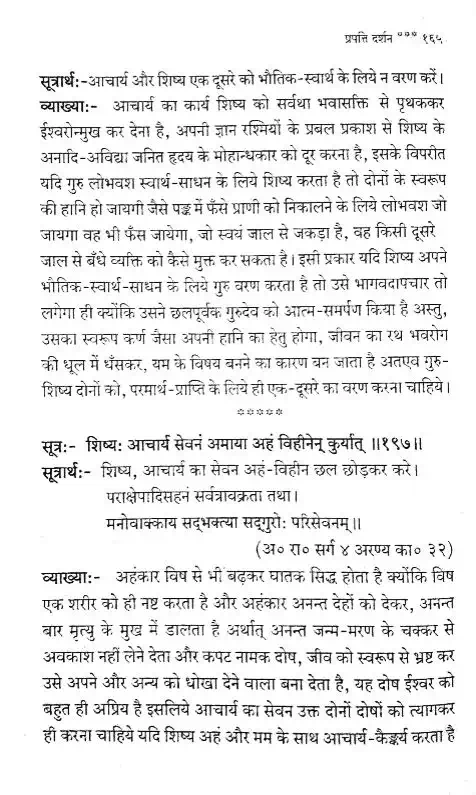 प्रपत्ति दर्शन *** १६५
सूत्रार्थ:-आचार्य और शिष्य एक दूसरे को भौतिक-स्वार्थ के लिये न वरण करें।
व्याख्या:- आचार्य का कार्य शिष्य को सर्वथा भवासक्ति से पृथककर
ईश्वरोन्मुख कर देना है, अपनी ज्ञान रश्मियों के प्रबल प्रकाश से शिष्य के
अनादि-अविद्या जनित हृदय के मोहान्धकार को दूर करना है, इसके विपरीत
यदि गुरु लोभवश स्वार्थ-साधन के लिये शिष्य करता है तो दोनों के स्वरूप
की हानि हो जायगी जैसे पङ्क में फँसे प्राणी को निकालने के लिये लोभवश जो
जायगा वह भी फँस जायेगा, जो स्वयं जाल से जकड़ा है, वह किसी दूसरे
जाल से बँधे व्यक्ति को कैसे मुक्त कर सकता है। इसी प्रकार यदि शिष्य अपने
भौतिक-स्वार्थ-साधन के लिए गुरु वरण करता है तो उसे भागवदापचार तो
लगेगा ही क्योंकि उसने छलपूर्वक गुरुदेव को आत्म-समर्पण किया है अस्तु,
उसका स्वरूप कर्ण जैसा अपनी हानि का हेतु होगा, जीवन का रथ भवरोग
की धूल में धँसकर, यम के विषय बनने का कारण बन जाता है अतएव गुरु-
शिष्य दोनों को, परमार्थ-प्राप्ति के लिये ही एक-दूसरे का वरण करना चाहिये।
*****
सूत्र:- शिष्य: आचार्य सेवनं अमाया अहं विहीनेन् कुर्यात् ॥१९७॥
सूत्रार्थ:- शिष्य, आचार्य का सेवन अहं-विहीन छल छोड़कर करे।
पराक्षेपादिसहनं सर्वत्रावक्रता तथा।
मनोवाक्काय सद्भक्त्या सद्गुरो: परिसेवनम्॥
(अ० रा० सर्ग ४ अरण्य का० ३२)
व्याख्या:- अहंकार विष से भी बढ़कर घातक सिद्ध होता है क्योंकि विष
एक शरीर को ही नष्ट करता है और अहंकार अनन्त देहों को देकर, अनन्त
बार मृत्यु के मुख में डालता है अर्थात् अनन्त जन्म-मरण के चक्कर से
अवकाश नहीं लेने देता और कपट नामक दोष, जीव को स्वरूप से भ्रष्ट कर
उसे अपने और अन्य को धोखा देने वाला बना देता है, यह दोष ईश्वर को
बहुत ही अप्रिय है इसलिये आचार्य का सेवन उक्त दोनों दोषों को त्यागकर
ही करना चाहिये यदि शिष्य अहं और मम के साथ आचार्य-कैङ्कर्य करता है